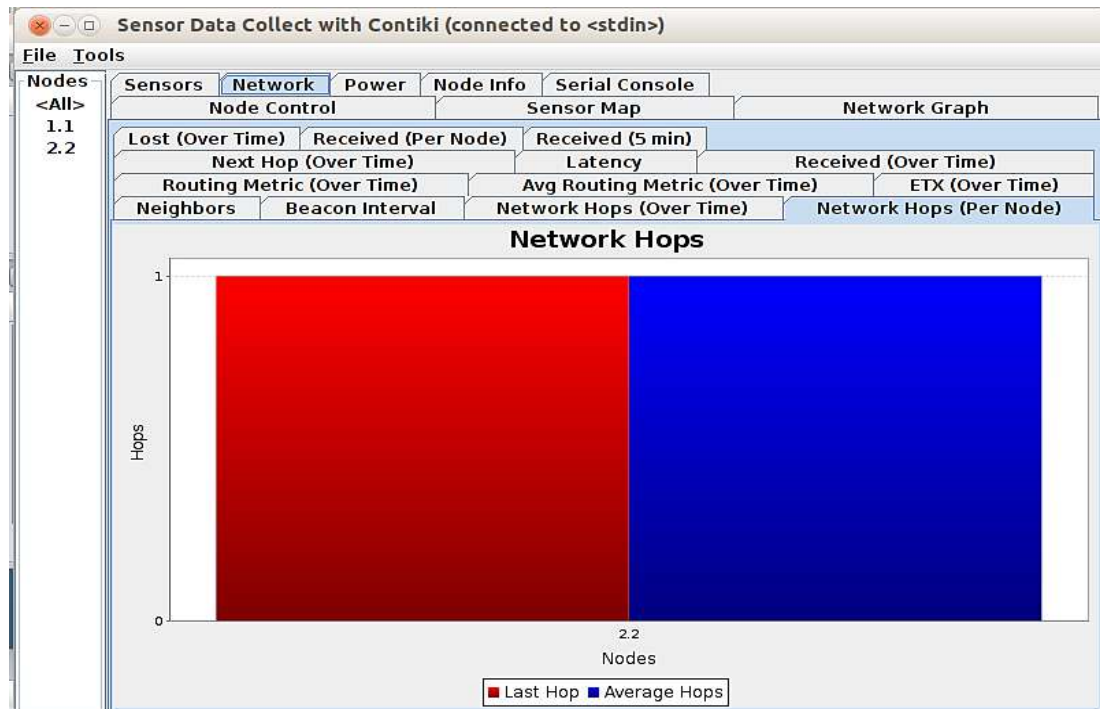 Sensor Data Collect with Contiki (connected to <stdin>)
File Tools
Nodes
<All>
1.1
2.2
Sensors Network Power Node Info Serial Console
Node Control Sensor Map Network Graph
Lost (Over Time) Received (Per Node) Received (5 min)
Next Hop (Over Time) Latency Received (Over Time)
Routing Metric (Over Time) Avg Routing Metric (Over Time) ETX (Over Time)
Neighbors Beacon Interval Network Hops (Over Time) Network Hops (Per Node)
Network Hops
1
Hops
0
2.2
Nodes
Last Hop Average Hops